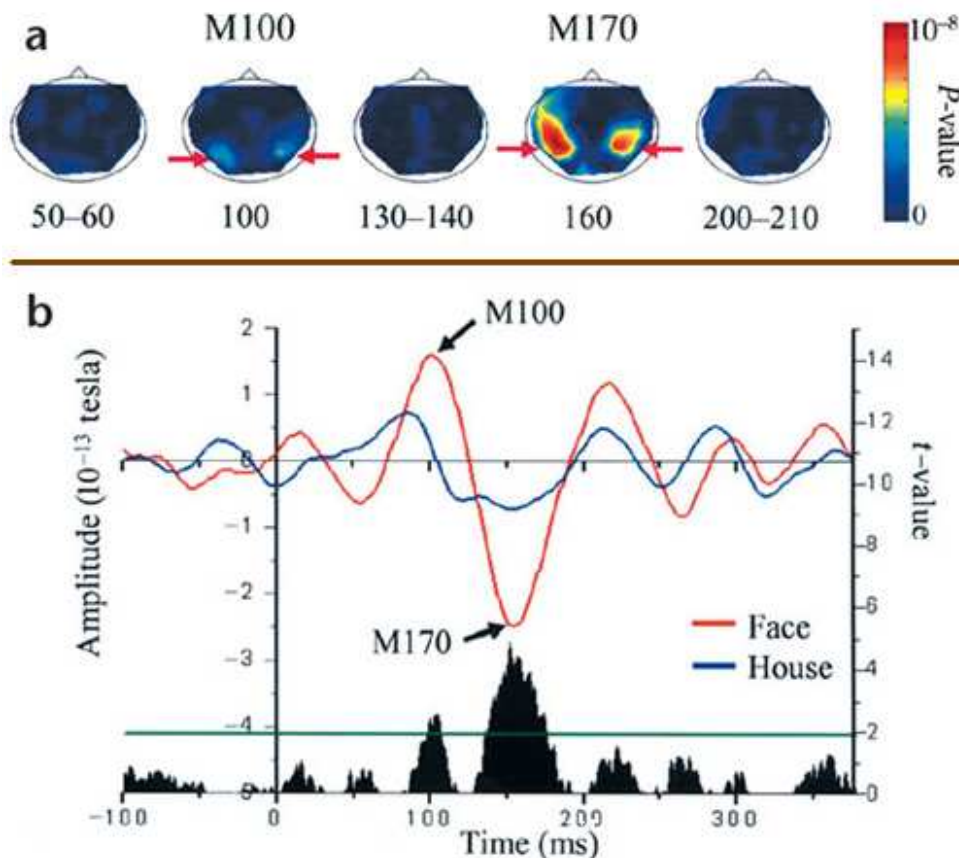 a
M100
M170
10⁻⁸
P-value
0
50–60
100
130–140
160
200–210
b
M100
Amplitude (10⁻¹³ tesla)
2
1
0
-1
-2
-3
-4
5
t-value
14
12
10
8
6
4
2
0
M170
Face
House
-100
0
100
200
300
Time (ms)